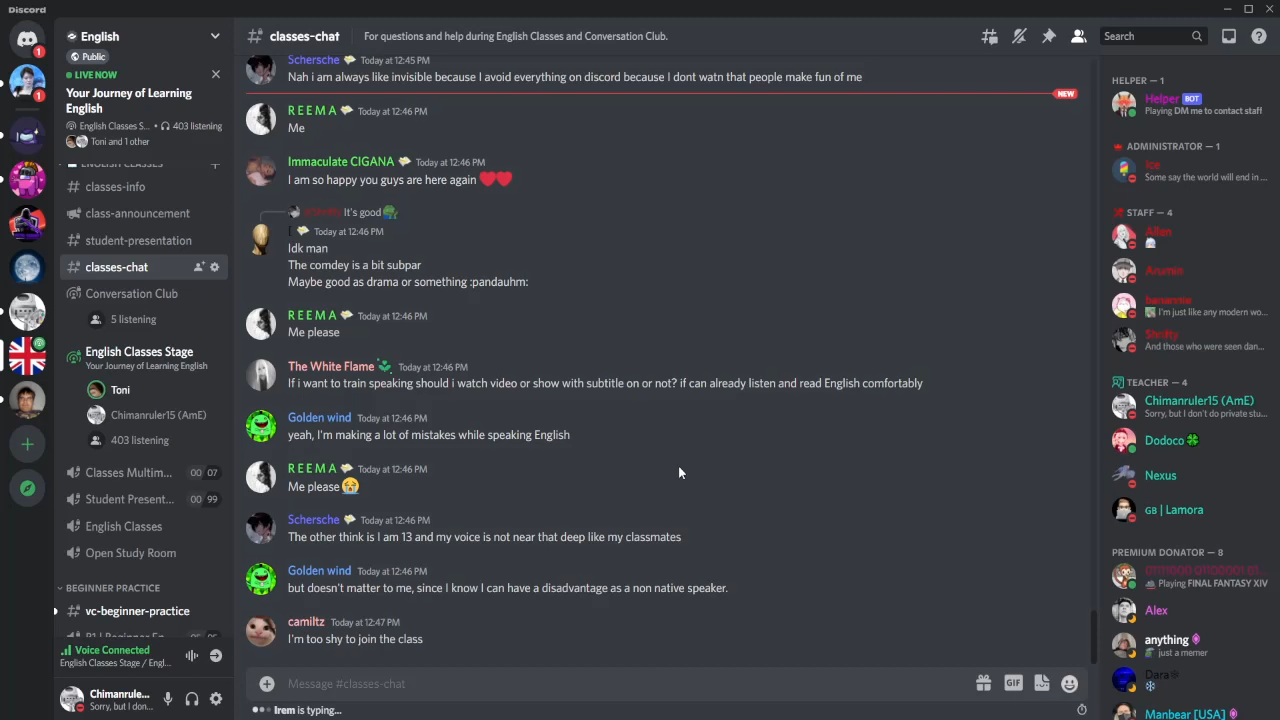 Discord
English
Public
LIVE NOW
Your Journey of Learning
English
English Classes S... • 403 listening
Toni and 1 other
ENGLISH CLASSES
classes-info
class-announcement
student-presentation
classes-chat
Conversation Club
5 listening
English Classes Stage
Your Journey of Learning English
Toni
Chimanruler15 (AmE)
403 listening
Classes Multim... 00 07
Student Present... 00 99
English Classes
Open Study Room
BEGINNER PRACTICE
vc-beginner-practice
Voice Connected
English Classes Stage / Engl...
Chimanrule...
Sorry, but I don...
classes-chat
For questions and help during English Classes and Conversation Club.
Search
Schersche Today at 12:45 PM
Nah i am always like invisible because I avoid everything on discord because I dont watn that people make fun of me
NEW
R E E M A Today at 12:46 PM
Me
Immaculate CIGANA Today at 12:46 PM
I am so happy you guys are here again ❤️❤️
It's good
[ Today at 12:46 PM
Idk man
The comdey is a bit subpar
Maybe good as drama or something :pandauhm:
R E E M A Today at 12:46 PM
Me please
The White Flame Today at 12:46 PM
If i want to train speaking should i watch video or show with subtitle on or not? if can already listen and read English comfortably
Golden wind Today at 12:46 PM
yeah, I'm making a lot of mistakes while speaking English
R E E M A Today at 12:46 PM
Me please 😭
Schersche Today at 12:46 PM
The other think is I am 13 and my voice is not near that deep like my classmates
Golden wind Today at 12:46 PM
but doesn't matter to me, since I know I can have a disadvantage as a non native speaker.
camiltz Today at 12:47 PM
I'm too shy to join the class
Message #classes-chat
GIF
Irem is typing...
HELPER — 1
Helper BOT
Playing DM me to contact staff
ADMINISTRATOR — 1
Ice
Some say the world will end in ...
STAFF — 4
I'm just like any modern wo...
And those who were seen dan...
TEACHER — 4
Chimanruler15 (AmE)
Sorry, but I don't do private stu...
Dodoco
Nexus
GB | Lamora
PREMIUM DONATOR — 8
Playing FINAL FANTASY XIV
Alex
anything
just a memer
Dara
Manbear [USA]